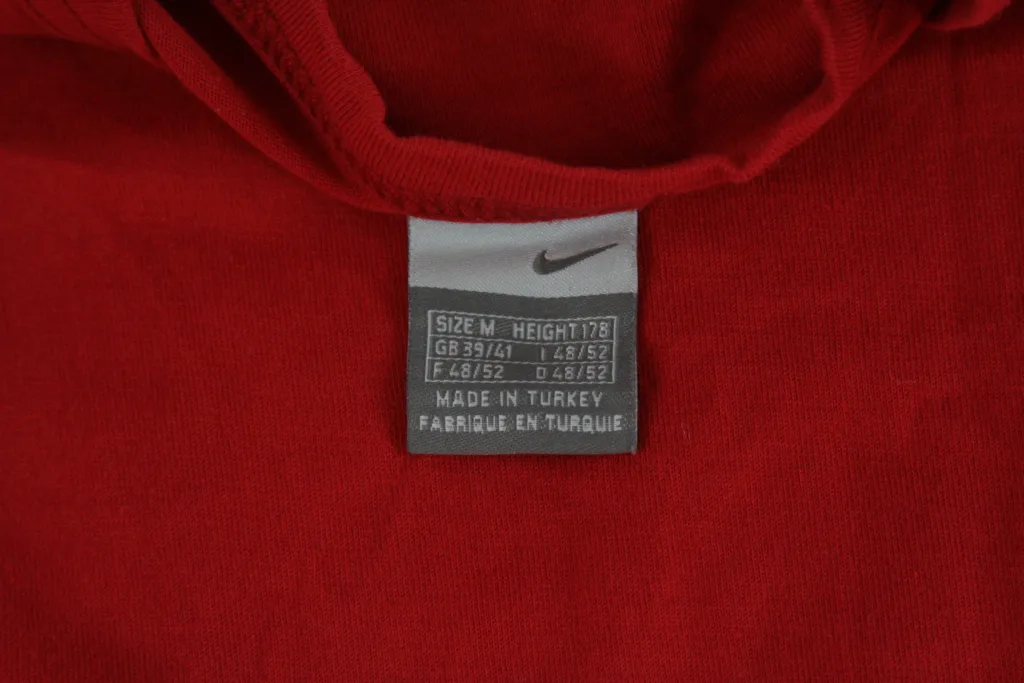 SIZE M HEIGHT 178
GB 39/41 I 48/52
F 48/52 D 48/52
MADE IN TURKEY
FABRIQUE EN TURQUIE